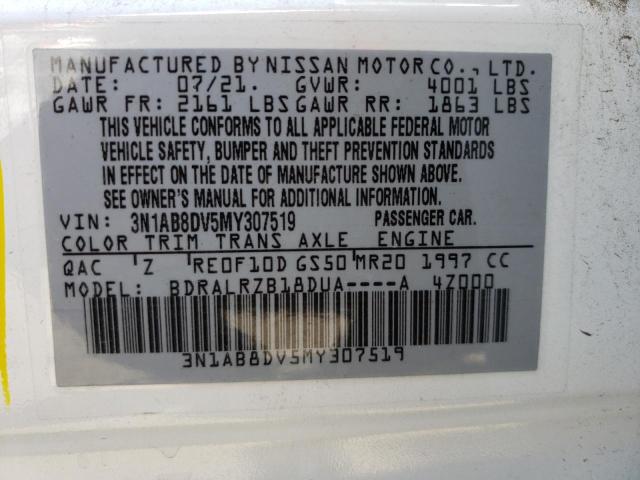 MANUFACTURED BY NISSAN MOTOR CO., LTD.
DATE: 07/21. GVWR: 4001 LBS
GAWR FR: 2161 LBS GAWR RR: 1863 LBS
THIS VEHICLE CONFORMS TO ALL APPLICABLE FEDERAL MOTOR
VEHICLE SAFETY, BUMPER AND THEFT PREVENTION STANDARDS
IN EFFECT ON THE DATE OF MANUFACTURE SHOWN ABOVE.
SEE OWNER'S MANUAL FOR ADDITIONAL INFORMATION.
VIN: 3N1AB8DV5MY307519 PASSENGER CAR.
COLOR TRIM TRANS AXLE ENGINE
QAC Z RE0F10D GS50 MR20 1997 CC
MODEL: BDRALRZB18DUA----A 4Z000
3N1AB8DV5MY307519